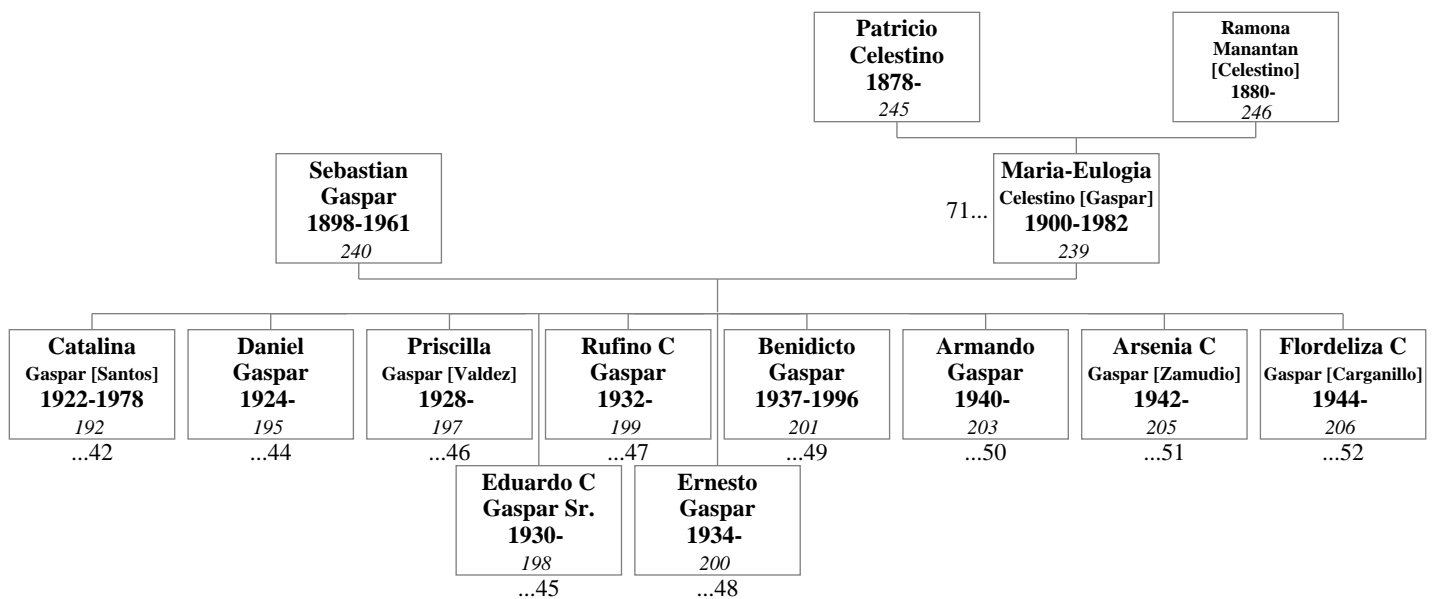 Patricio
Celestino
1878-
245
Ramona
Manantan
[Celestino]
1880-
246
Sebastian
Gaspar
1898-1961
240
71...
Maria-Eulogia
Celestino [Gaspar]
1900-1982
239
Catalina
Gaspar [Santos]
1922-1978
192
...42
Daniel
Gaspar
1924-
195
...44
Priscilla
Gaspar [Valdez]
1928-
197
...46
Rufino C
Gaspar
1932-
199
...47
Benidicto
Gaspar
1937-1996
201
...49
Armando
Gaspar
1940-
203
...50
Arsenia C
Gaspar [Zamudio]
1942-
205
...51
Flordeliza C
Gaspar [Carganillo]
1944-
206
...52
Eduardo C
Gaspar Sr.
1930-
198
...45
Ernesto
Gaspar
1934-
200
...48